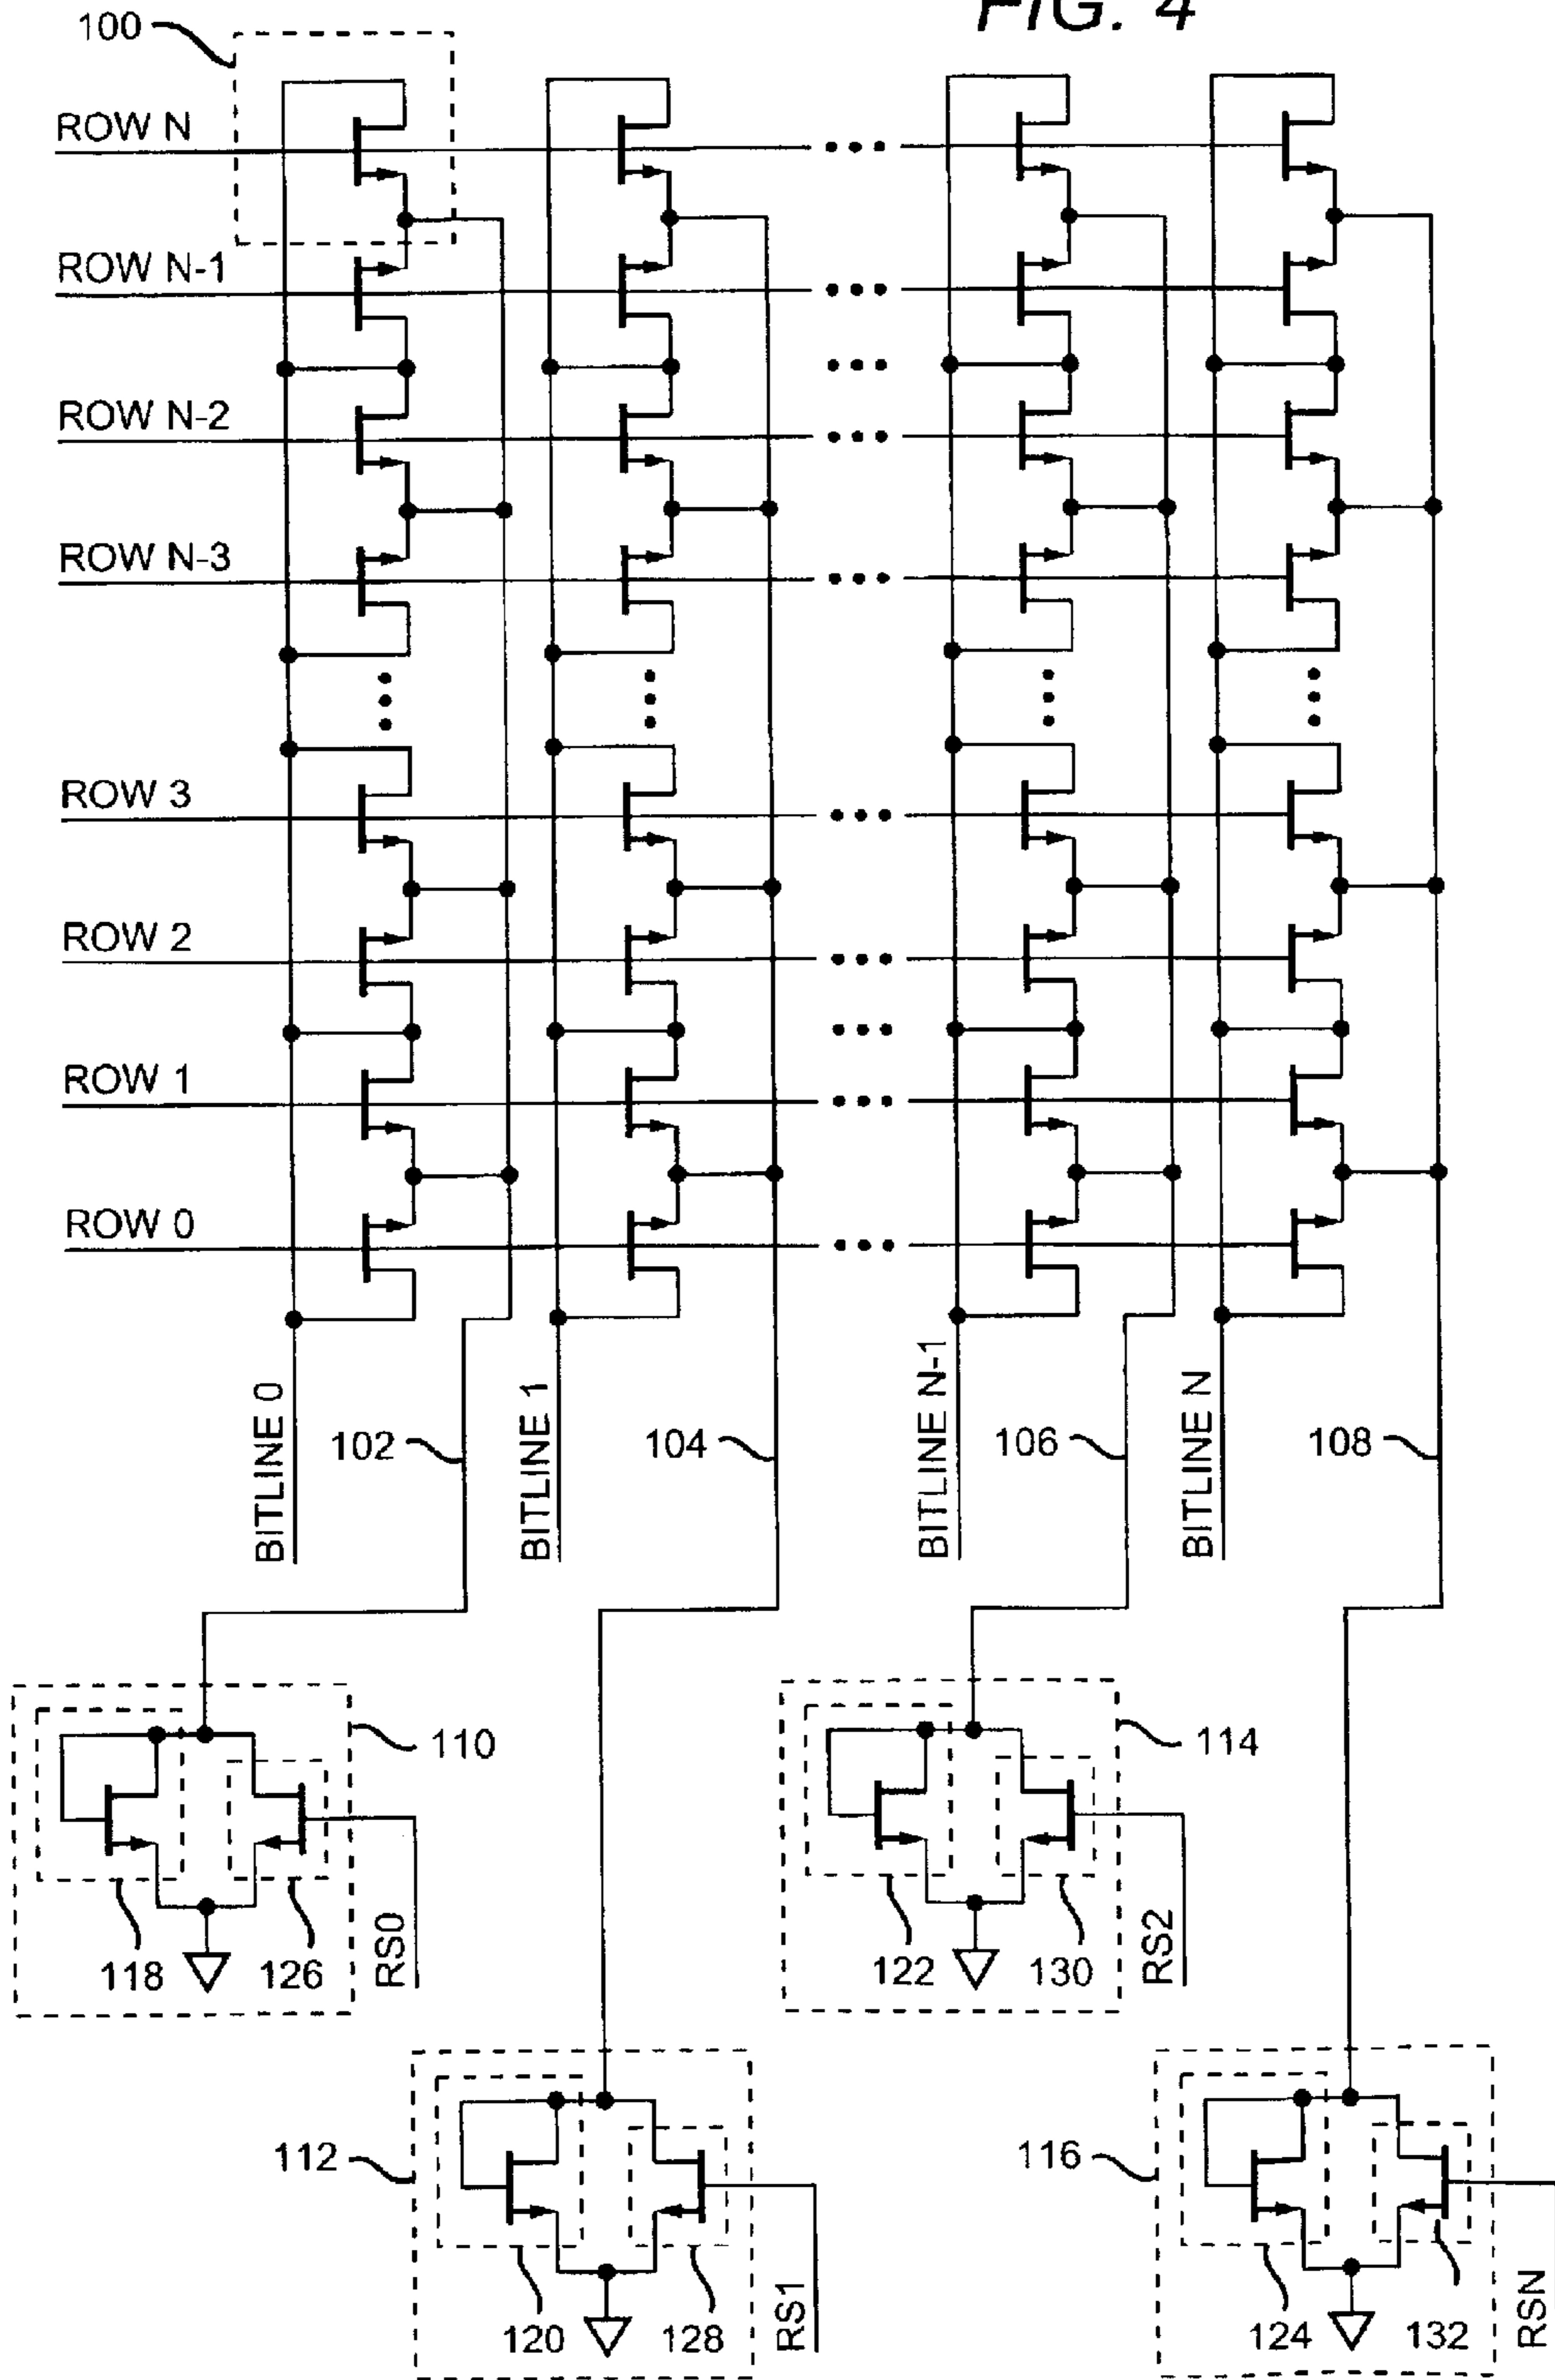 FIG. 4
100
ROW N
ROW N-1
ROW N-2
ROW N-3
ROW 3
ROW 2
ROW 1
ROW 0
BITLINE 0
102
BITLINE 1
104
BITLINE N-1
106
BITLINE N
108
110
114
118
126
RS0
122
130
RS2
112
116
120
128
RS1
124
132
RSN